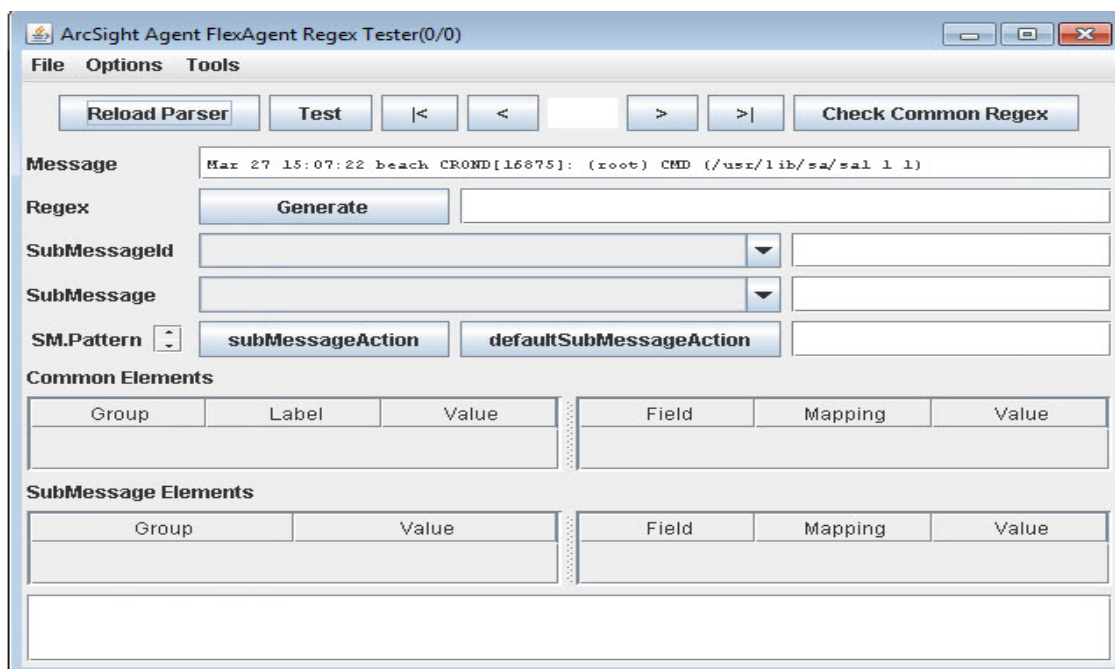 ArcSight Agent FlexAgent Regex Tester(0/0)
File Options Tools
Reload Parser Test |< < > >| Check Common Regex
Message Mar 27 15:07:22 beach CROND[16875]: (root) CMD (/usr/lib/sa/sa1 1 1)
Regex Generate
SubMessageId
SubMessage
SM.Pattern subMessageAction defaultSubMessageAction
Common Elements
Group Label Value Field Mapping Value
SubMessage Elements
Group Value Field Mapping Value